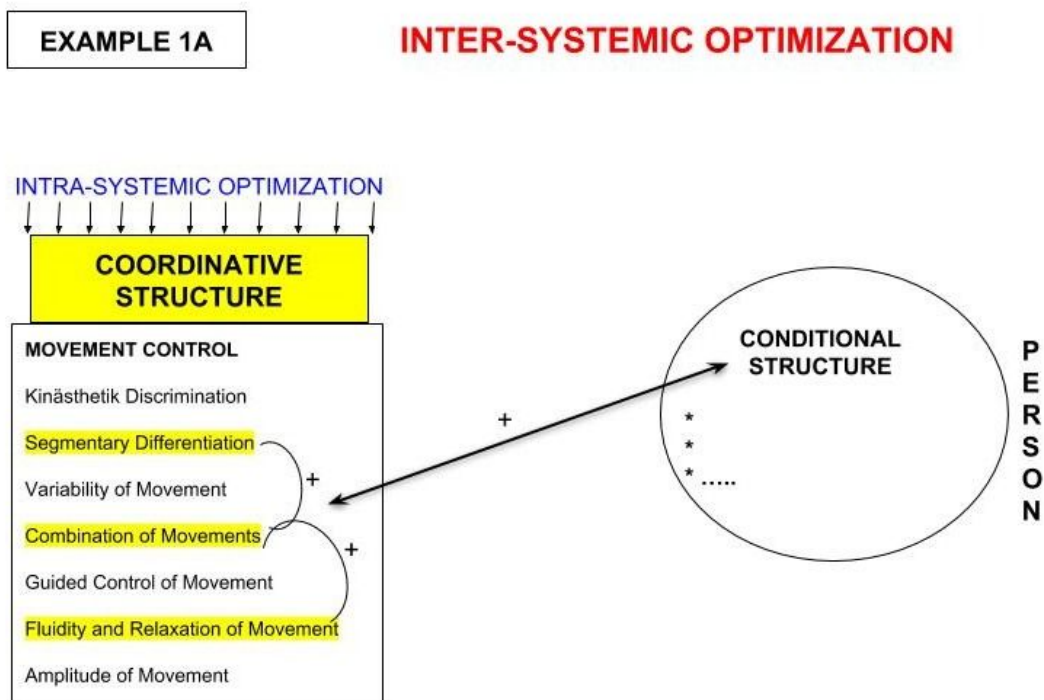 EXAMPLE 1A
INTER-SYSTEMIC OPTIMIZATION
INTRA-SYSTEMIC OPTIMIZATION
COORDINATIVE
STRUCTURE
MOVEMENT CONTROL
Kinästhetik Discrimination
Segmentary Differentiation
Variability of Movement
Combination of Movements
Guided Control of Movement
Fluidity and Relaxation of Movement
Amplitude of Movement
+
+
+
CONDITIONAL
STRUCTURE
*
*
* .....
PERSON